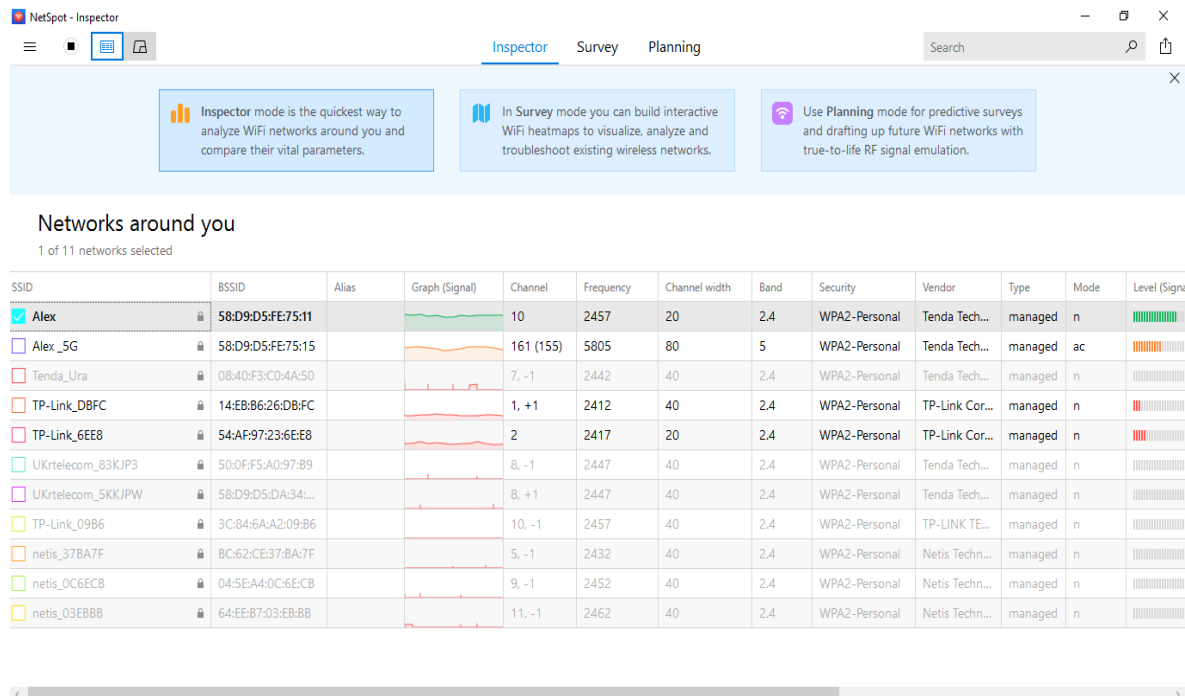 NetSpot - Inspector
Inspector Survey Planning Search
Inspector mode is the quickest way to
analyze WiFi networks around you and
compare their vital parameters.
In Survey mode you can build interactive
WiFi heatmaps to visualize, analyze and
troubleshoot existing wireless networks.
Use Planning mode for predictive surveys
and drafting up future WiFi networks with
true-to-life RF signal emulation.
Networks around you
1 of 11 networks selected
SSID BSSID Alias Graph (Signal) Channel Frequency Channel width Band Security Vendor Type Mode Level (Signa
Alex 58:D9:D5:FE:75:11 10 2457 20 2.4 WPA2-Personal Tenda Tech... managed n
Alex _5G 58:D9:D5:FE:75:15 161 (155) 5805 80 5 WPA2-Personal Tenda Tech... managed ac
Tenda_Ura 08:40:F3:C0:4A:50 7, -1 2442 40 2.4 WPA2-Personal Tenda Tech... managed n
TP-Link_DBFC 14:EB:B6:26:DB:FC 1, +1 2412 40 2.4 WPA2-Personal TP-Link Cor... managed n
TP-Link_6EE8 54:AF:97:23:6E:E8 2 2417 20 2.4 WPA2-Personal TP-Link Cor... managed n
UKrtelecom_83KJP3 50:0F:F5:A0:97:B9 8, -1 2447 40 2.4 WPA2-Personal Tenda Tech... managed n
UKrtelecom_5KKJPW 58:D9:D5:DA:34:... 8, +1 2447 40 2.4 WPA2-Personal Tenda Tech... managed n
TP-Link_09B6 3C:84:6A:A2:09:B6 10, -1 2457 40 2.4 WPA2-Personal TP-LINK TE... managed n
netis_37BA7F BC:62:CE:37:BA:7F 5, -1 2432 40 2.4 WPA2-Personal Netis Techn... managed n
netis_0C6ECB 04:5E:A4:0C:6E:CB 9, -1 2452 40 2.4 WPA2-Personal Netis Techn... managed n
netis_03EBBB 64:EE:B7:03:EB:BB 11, -1 2462 40 2.4 WPA2-Personal Netis Techn... managed n